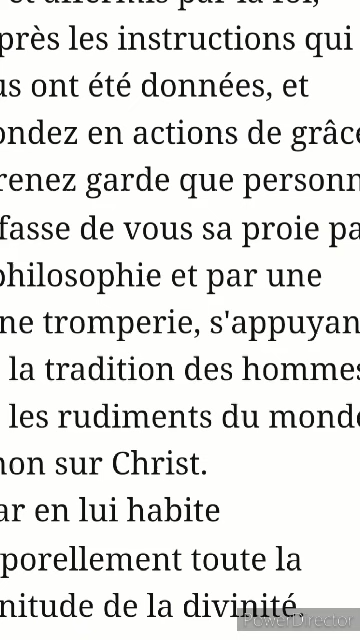 et affermis par la foi,
près les instructions qui
us ont été données, et
ondez en actions de grâce
renez garde que personn
fasse de vous sa proie pa
philosophie et par une
ne tromperie, s'appuyan
la tradition des hommes
les rudiments du monde
non sur Christ.
ar en lui habite
porellement toute la
nitude de la divinité.
PowerDirector